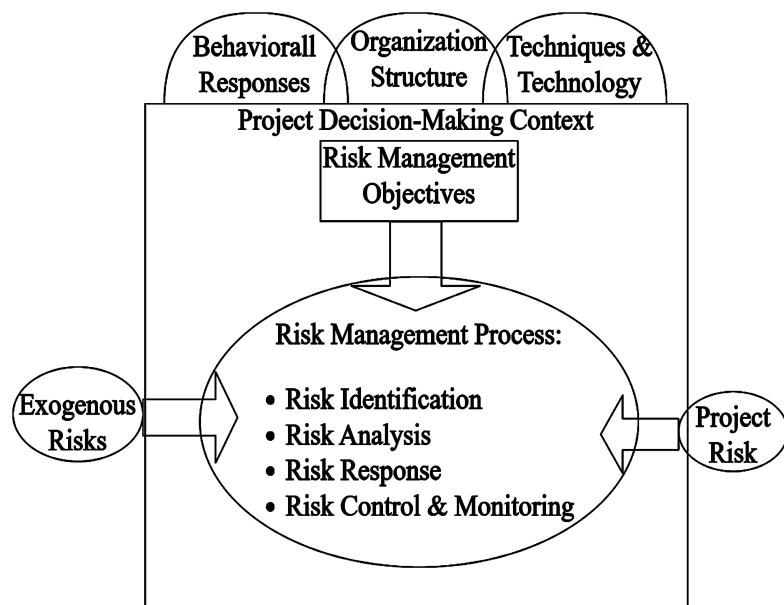 Behaviorall
Responses
Organization
Structure
Techniques &
Technology
Project Decision-Making Context
Risk Management
Objectives
Risk Management Process:
• Risk Identification
• Risk Analysis
• Risk Response
• Risk Control & Monitoring
Exogenous
Risks
Project
Risk